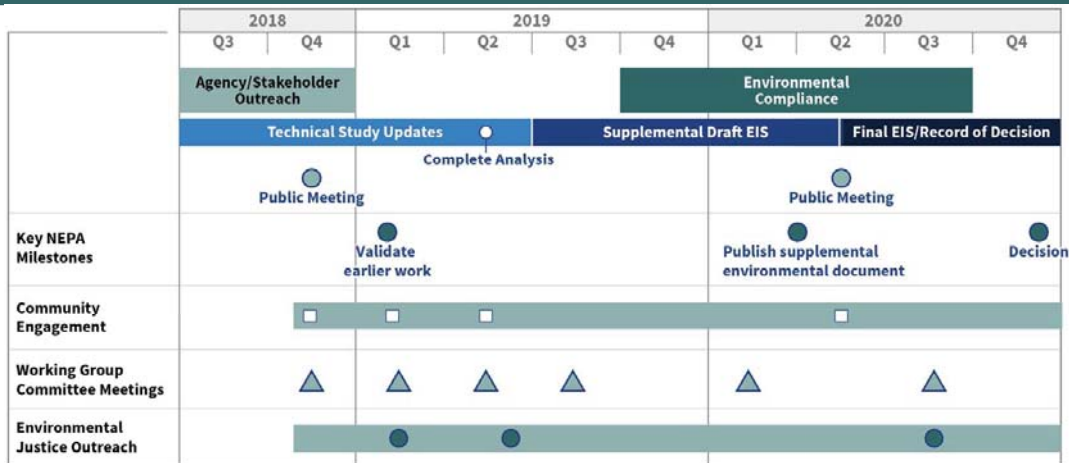 2018 2019 2020
Q3 Q4 Q1 Q2 Q3 Q4 Q1 Q2 Q3 Q4
Agency/Stakeholder
Outreach
Environmental
Compliance
Technical Study Updates Supplemental Draft EIS Final EIS/Record of Decision
Complete Analysis
Public Meeting Public Meeting
Key NEPA
Milestones
Validate
earlier work
Publish supplemental
environmental document
Decision
Community
Engagement
Working Group
Committee Meetings
Environmental
Justice Outreach